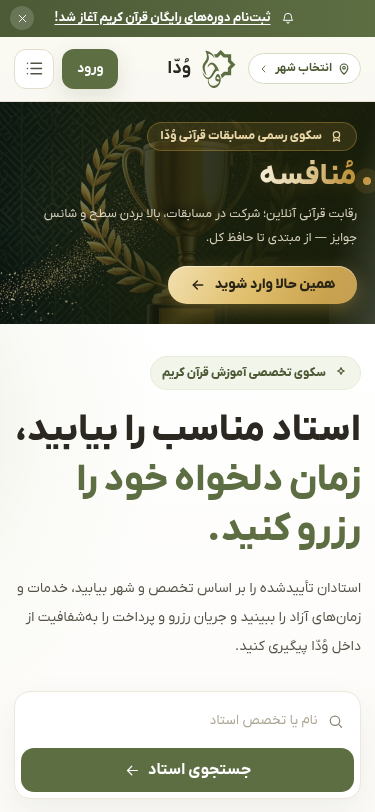 ثبت‌نام دوره‌های رایگان قرآن کریم آغاز شد!
انتخاب شهر
وُدّا
ورود
سکوی رسمی مسابقات قرآنی وُدّا
مُنافسه
رقابت قرآنی آنلاین؛ شرکت در مسابقات، بالا بردن سطح و شانس
جوایز — از مبتدی تا حافظ کل.
همین حالا وارد شوید
سکوی تخصصی آموزش قرآن کریم
استاد مناسب را بیابید،
زمان دلخواه خود را
رزرو کنید.
استادان تأییدشده را بر اساس تخصص و شهر بیابید، خدمات و
زمان‌های آزاد را ببینید و جریان رزرو و پرداخت را به‌شفافیت از
داخل وُدّا پیگیری کنید.
نام یا تخصص استاد
جستجوی استاد